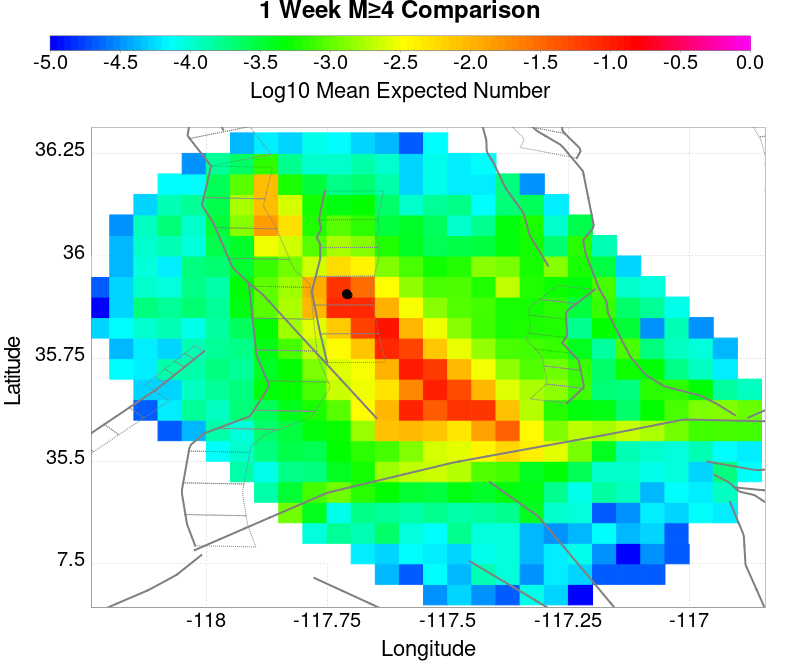 1 Week M≥4 Comparison
-5.0 -4.5 -4.0 -3.5 -3.0 -2.5 -2.0 -1.5 -1.0 -0.5 0.0
Log10 Mean Expected Number
36.25
36
35.75
35.5
7.5
Latitude
-118 -117.75 -117.5 -117.25 -117
Longitude